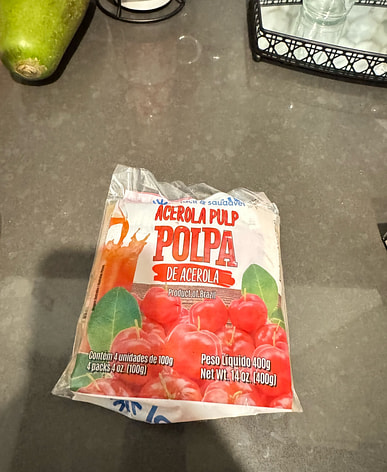 & saudável
ACEROLA PULP
POLPA
DE ACEROLA
Product of Brazil
Contém 4 unidades de 100g
4 packs 4 oz. (100g)
Peso Líquido 400g
Net Wt. 14 oz. (400g)